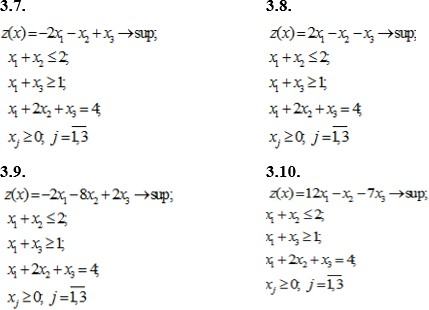 3.7.
z(x)=−2x₁−x₂+x₃→sup;
x₁+x₂≤2;
x₁+x₃≥1;
x₁+2x₂+x₃=4;
xⱼ≥0; j=1,3
3.8.
z(x)=2x₁−x₂−x₃→sup;
x₁+x₂≤2;
x₁+x₃≥1;
x₁+2x₂+x₃=4;
xⱼ≥0; j=1,3
3.9.
z(x)=−2x₁−8x₂+2x₃→sup;
x₁+x₂≤2;
x₁+x₃≥1;
x₁+2x₂+x₃=4;
xⱼ≥0; j=1,3
3.10.
z(x)=12x₁−x₂−7x₃→sup;
x₁+x₂≤2;
x₁+x₃≥1;
x₁+2x₂+x₃=4;
xⱼ≥0; j=1,3